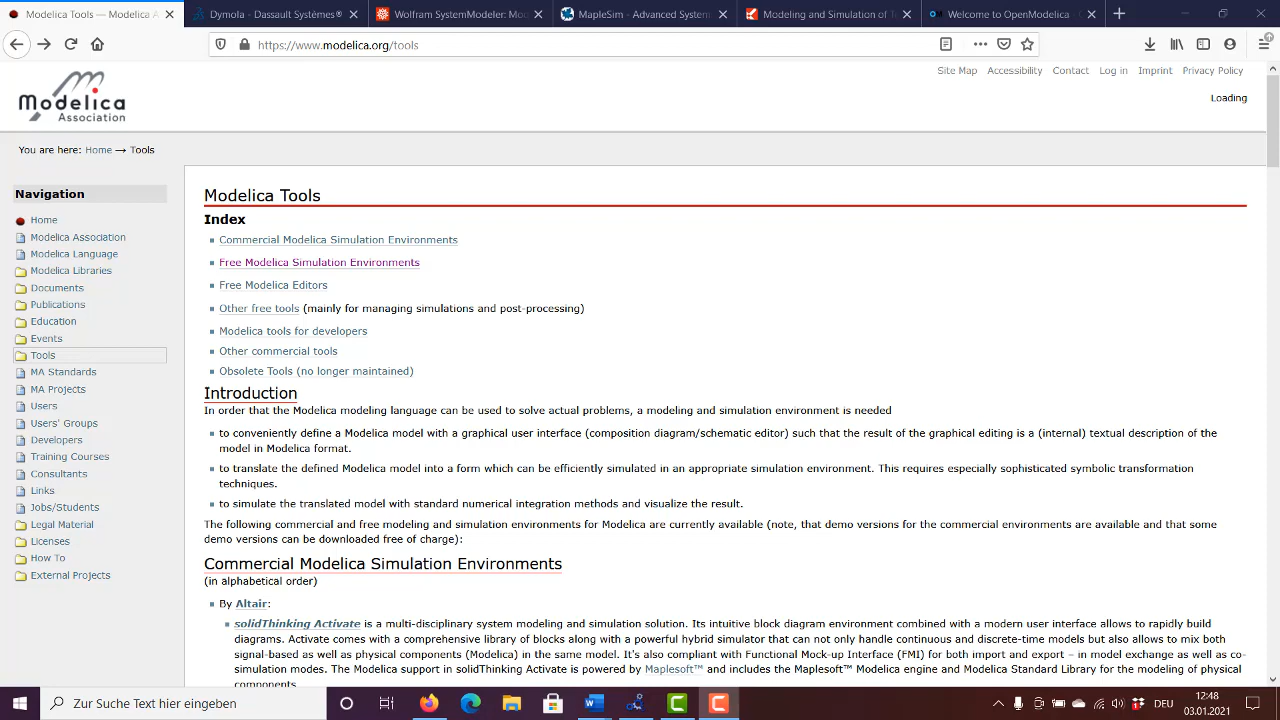 Modelica Tools — Modelica As
Dymola - Dassault Systèmes®
Wolfram SystemModeler: Mo
MapleSim - Advanced System
Modeling and Simulation of
Welcome to OpenModelica -
https://www.modelica.org/tools
Site Map Accessibility Contact Log in Imprint Privacy Policy
Modelica
Association
Loading
You are here: Home → Tools
Navigation
Home
Modelica Association
Modelica Language
Modelica Libraries
Documents
Publications
Education
Events
Tools
MA Standards
MA Projects
Users
Users' Groups
Developers
Training Courses
Consultants
Links
Jobs/Students
Legal Material
Licenses
How To
External Projects
Modelica Tools
Index
Commercial Modelica Simulation Environments
Free Modelica Simulation Environments
Free Modelica Editors
Other free tools (mainly for managing simulations and post-processing)
Modelica tools for developers
Other commercial tools
Obsolete Tools (no longer maintained)
Introduction
In order that the Modelica modeling language can be used to solve actual problems, a modeling and simulation environment is needed
to conveniently define a Modelica model with a graphical user interface (composition diagram/schematic editor) such that the result of the graphical editing is a (internal) textual description of the
model in Modelica format.
to translate the defined Modelica model into a form which can be efficiently simulated in an appropriate simulation environment. This requires especially sophisticated symbolic transformation
techniques.
to simulate the translated model with standard numerical integration methods and visualize the result.
The following commercial and free modeling and simulation environments for Modelica are currently available (note, that demo versions for the commercial environments are available and that some
demo versions can be downloaded free of charge):
Commercial Modelica Simulation Environments
(in alphabetical order)
By Altair:
solidThinking Activate is a multi-disciplinary system modeling and simulation solution. Its intuitive block diagram environment combined with a modern user interface allows to rapidly build
diagrams. Activate comes with a comprehensive library of blocks along with a powerful hybrid simulator that can not only handle continuous and discrete-time models but also allows to mix both
signal-based as well as physical components (Modelica) in the same model. It's also compliant with Functional Mock-up Interface (FMI) for both import and export – in model exchange as well as co-
simulation modes. The Modelica support in solidThinking Activate is powered by Maplesoft™ and includes the Maplesoft™ Modelica engine and Modelica Standard Library for the modeling of physical
components.
Zur Suche Text hier eingeben
DEU
12:48
03.01.2021